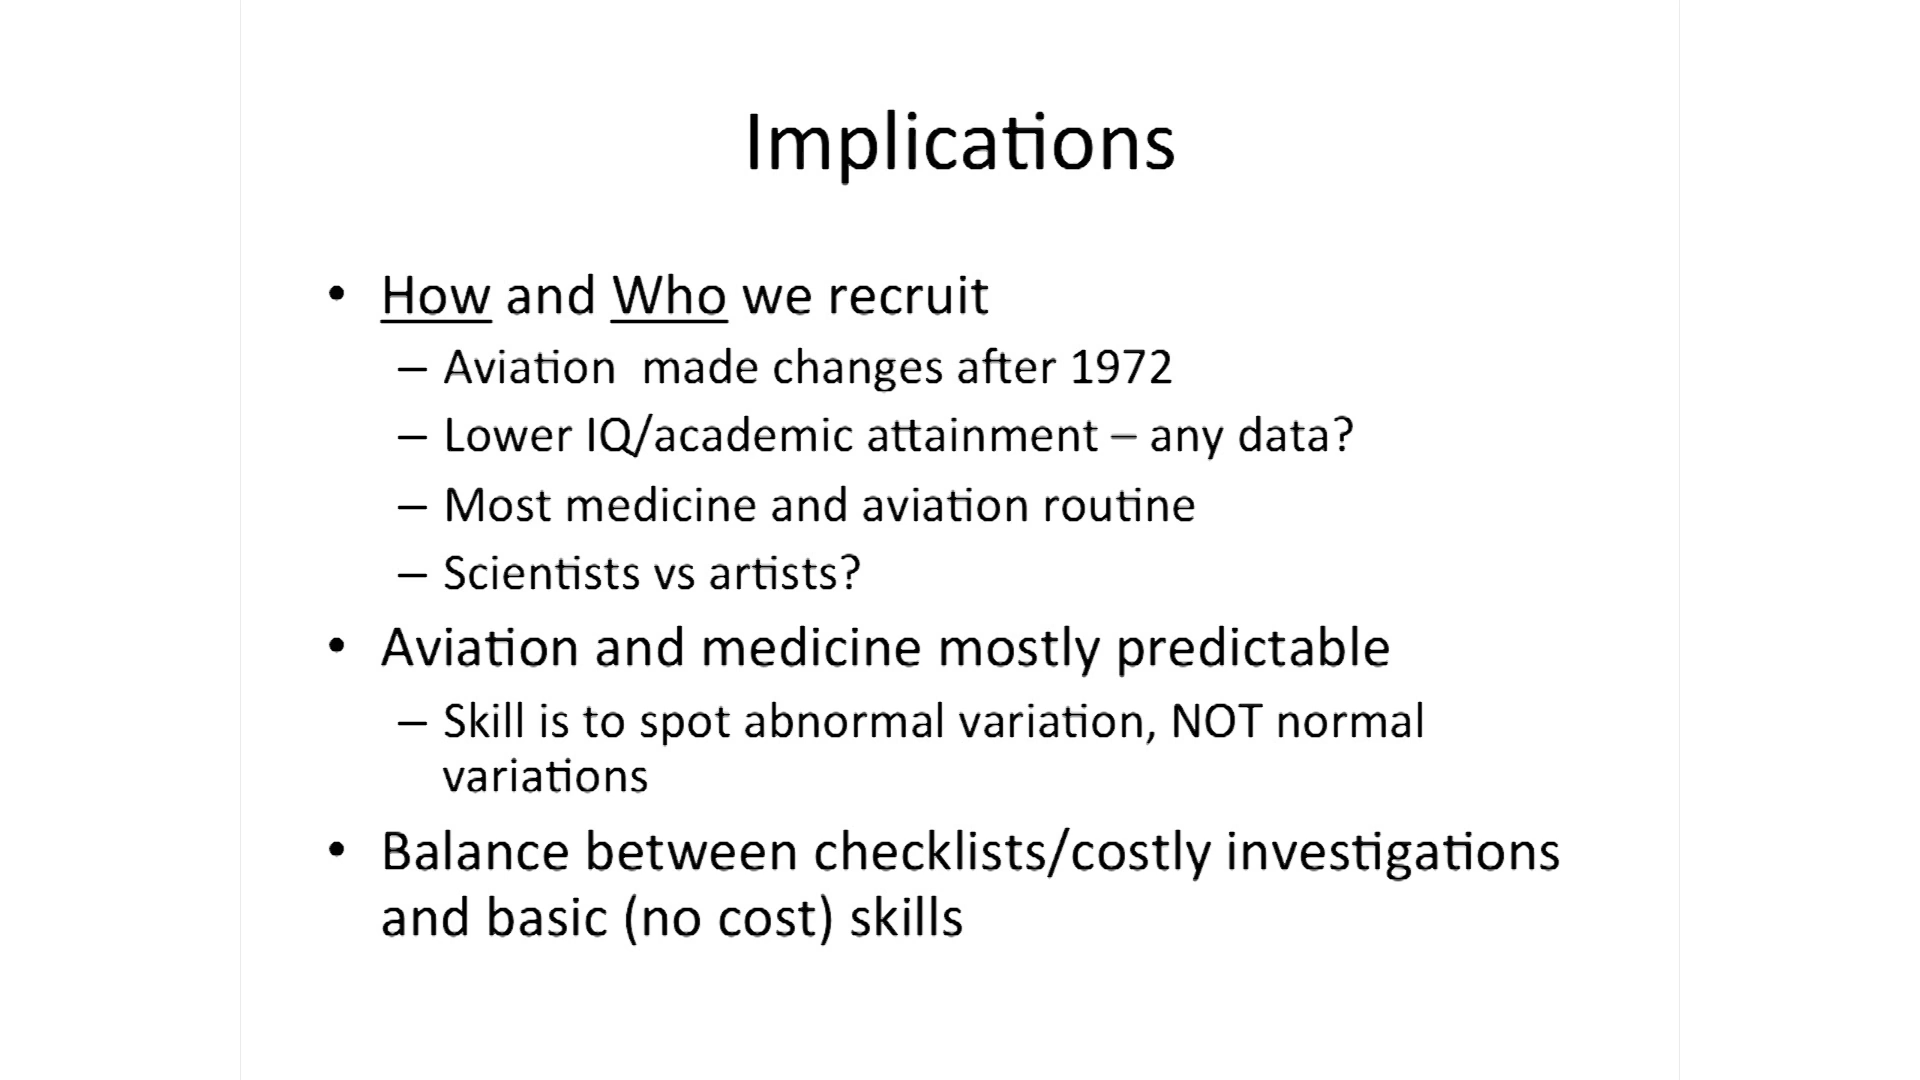 Implications
• How and Who we recruit
– Aviation  made changes after 1972
– Lower IQ/academic attainment – any data?
– Most medicine and aviation routine
– Scientists vs artists?
• Aviation and medicine mostly predictable
– Skill is to spot abnormal variation, NOT normal
variations
• Balance between checklists/costly investigations
and basic (no cost) skills